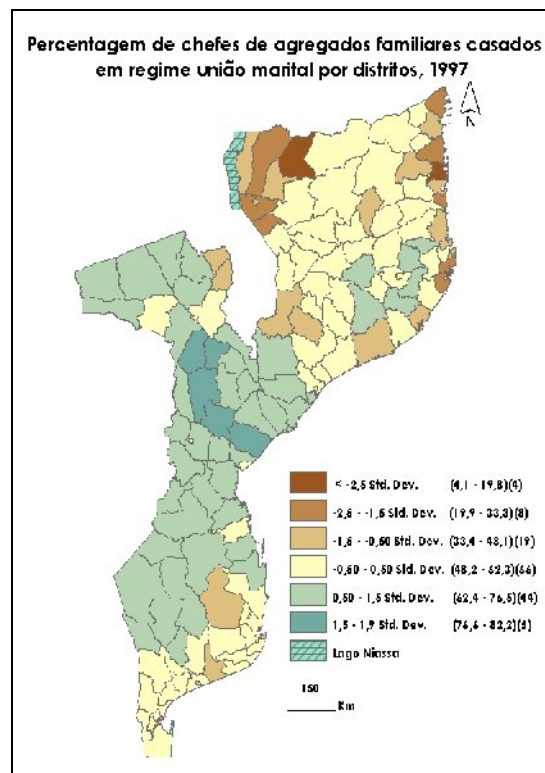 Percentagem de chefes de agregados familiares casados
em regime união marital por distritos, 1997
N
< -2,5 Std. Dev. (4,1 - 19,8)(4)
-2,5 - -1,5 Std. Dev. (19,9 - 33,3)(8)
-1,5 - -0,50 Std. Dev. (33,4 - 48,1)(19)
-0,50 - 0,50 Std. Dev. (48,2 - 62,3)(66)
0,50 - 1,5 Std. Dev. (62,4 - 76,5)(44)
1,5 - 1,9 Std. Dev. (76,6 - 82,2)
Lago Niassa
150
Km